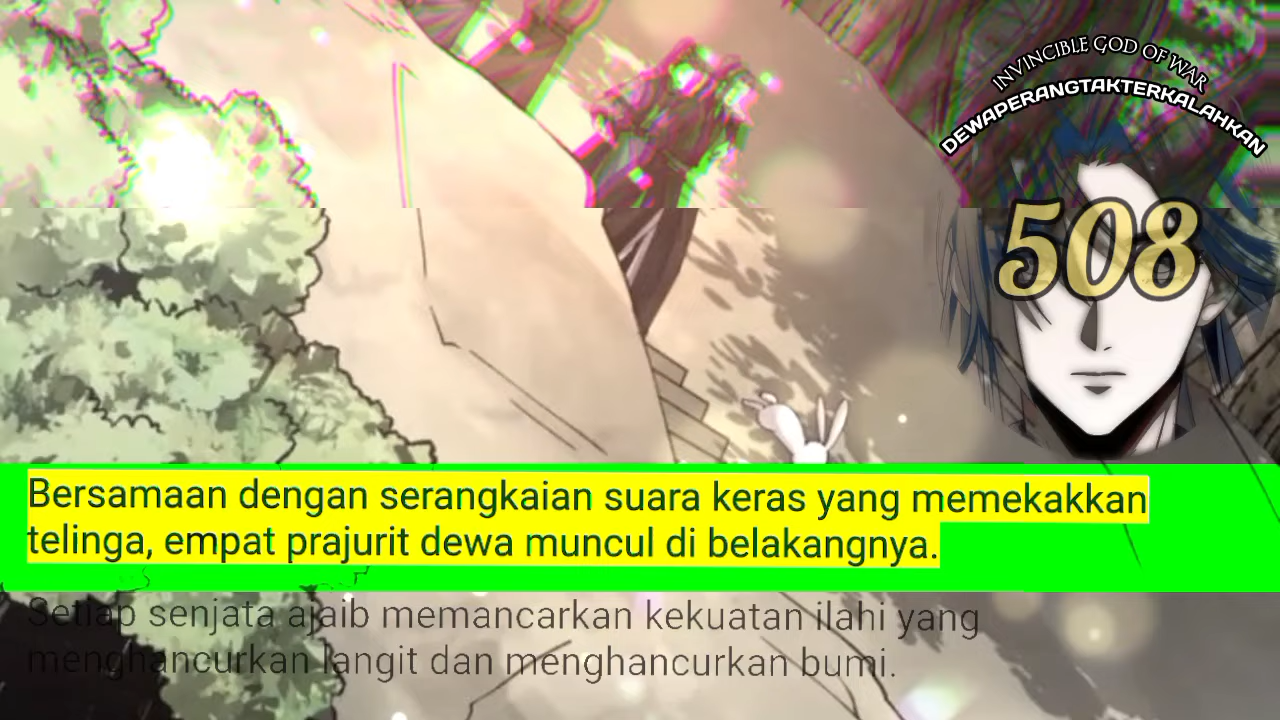 INVINCIBLE GOD OF WAR
DEWAPERANGTAKTERKALAHKAN
508
Bersamaan dengan serangkaian suara keras yang memekakkan
telinga, empat prajurit dewa muncul di belakangnya.
Setiap senjata ajaib memancarkan kekuatan ilahi yang
menghancurkan langit dan menghancurkan bumi.